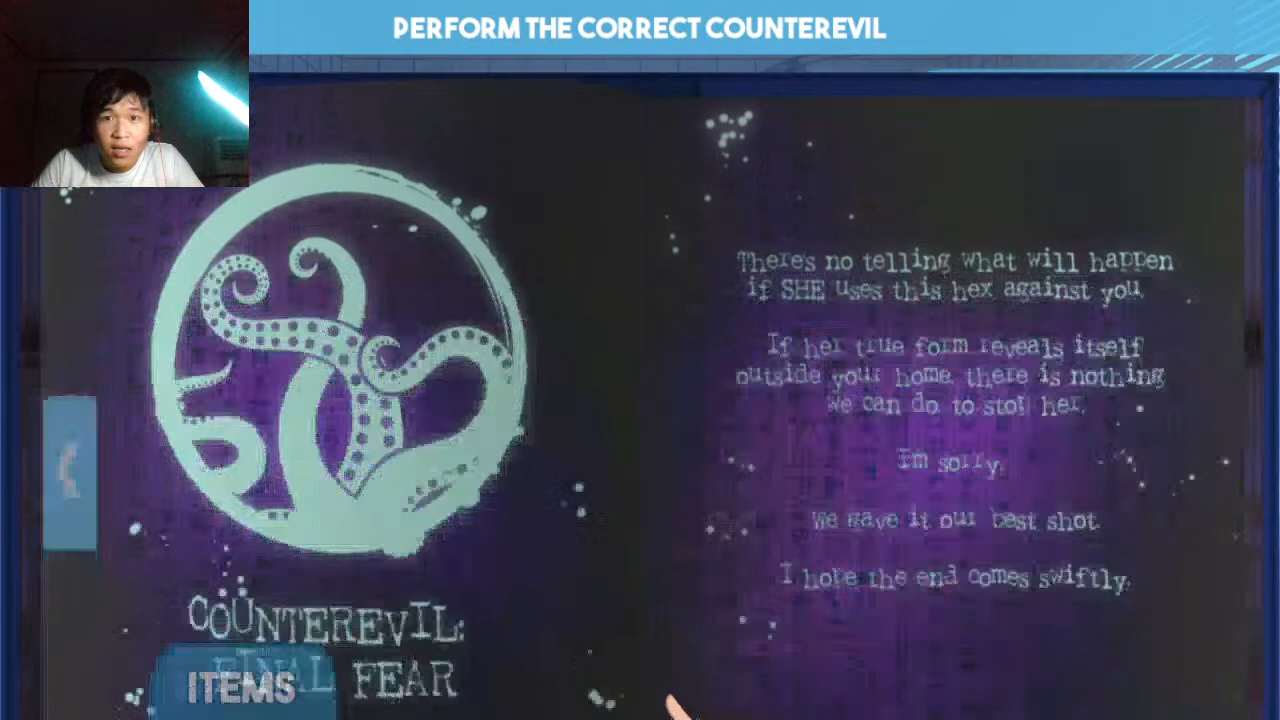 PERFORM THE CORRECT COUNTEREVIL
COUNTEREVIL:
FINAL FEAR
ITEMS
There's no telling what will happen
if SHE uses this hex against you.
If her true form reveals itself
outside your home there is nothing
we can do to stop her.
I'm sorry.
We gave it our best shot.
I hope the end comes swiftly.